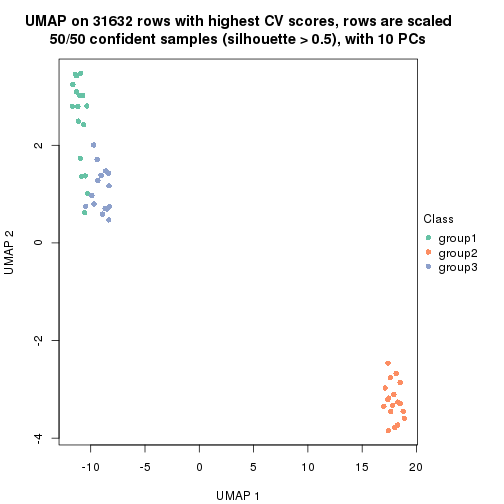 UMAP on 31632 rows with highest CV scores, rows are scaled
50/50 confident samples (silhouette > 0.5), with 10 PCs
2
0
-2
-4
UMAP 2
-10
-5
0
5
10
15
20
UMAP 1
Class
group1
group2
group3